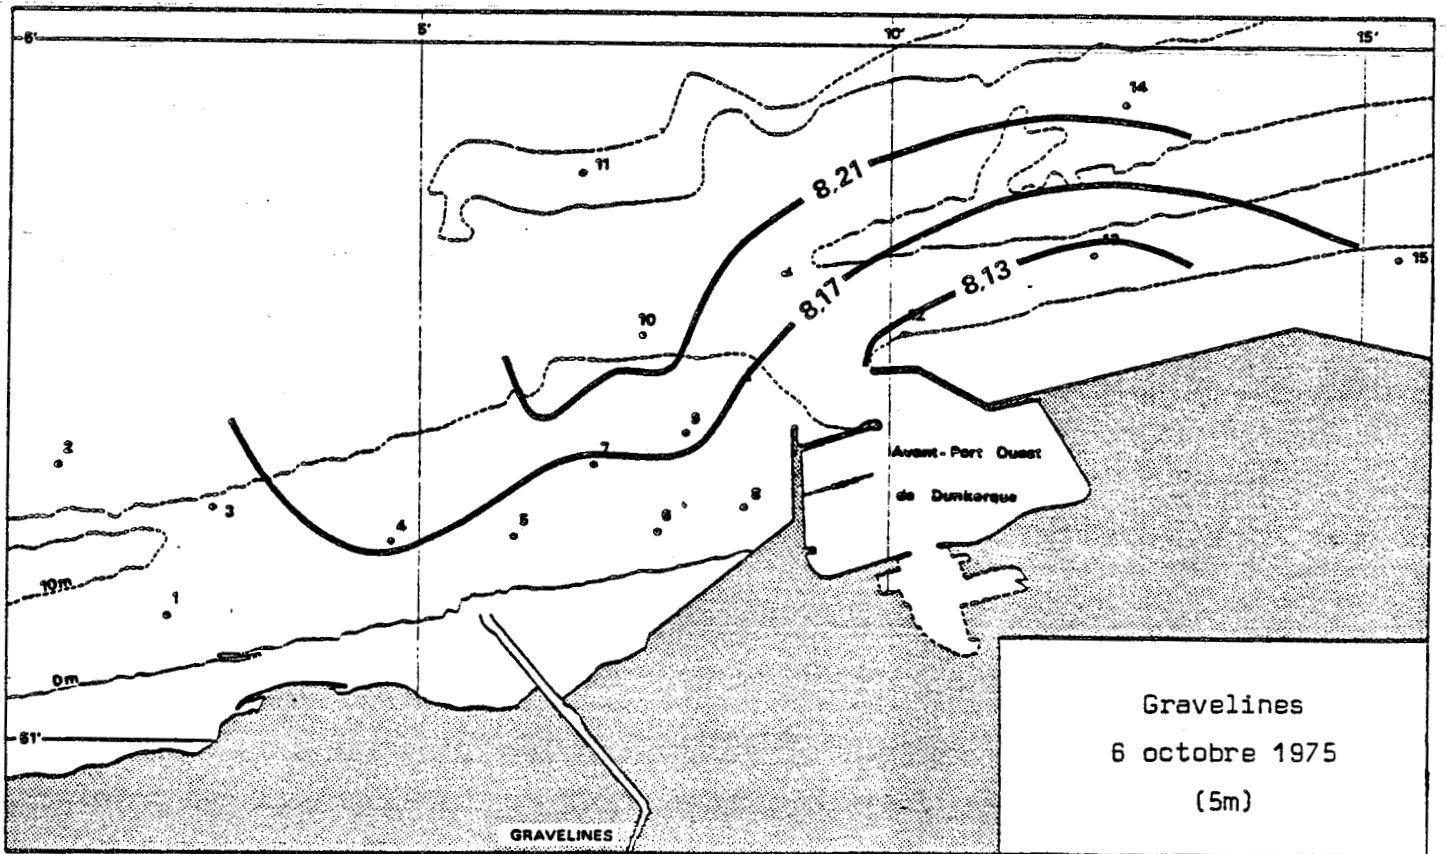 5'
10'
15'
6'
14
11
8,21
13
15
8,13
8,17
12
10
9
7
2
8
3
4
5
6
Avant-Port Ouest
de Dunkerque
10m
1
0m
51'
GRAVELINES
Gravelines
6 octobre 1975
(5m)